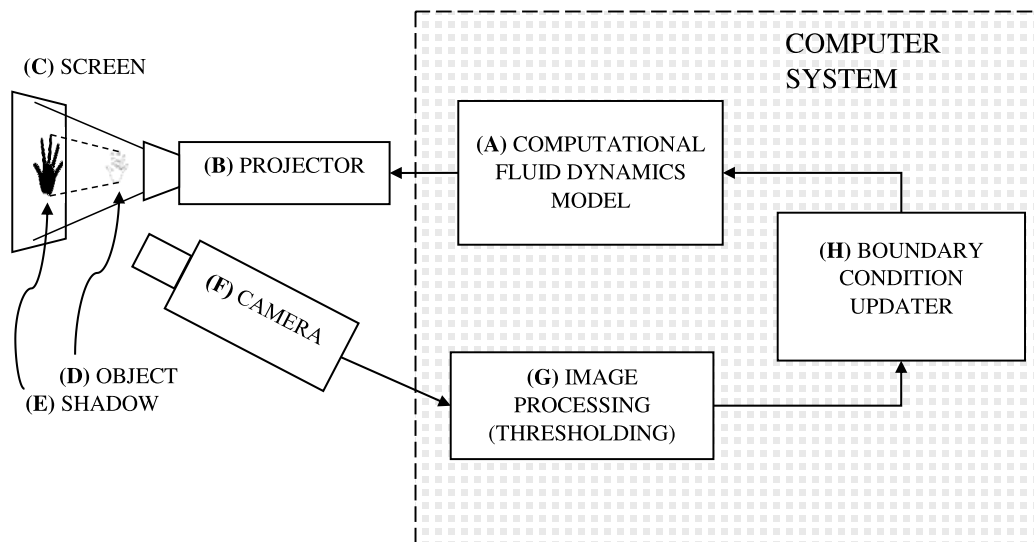 COMPUTER
SYSTEM
(C) SCREEN
(A) COMPUTATIONAL
FLUID DYNAMICS
MODEL
(B) PROJECTOR
(H) BOUNDARY
CONDITION
UPDATER
(F) CAMERA
(D) OBJECT
(E) SHADOW
(G) IMAGE
PROCESSING
(THRESHOLDING)